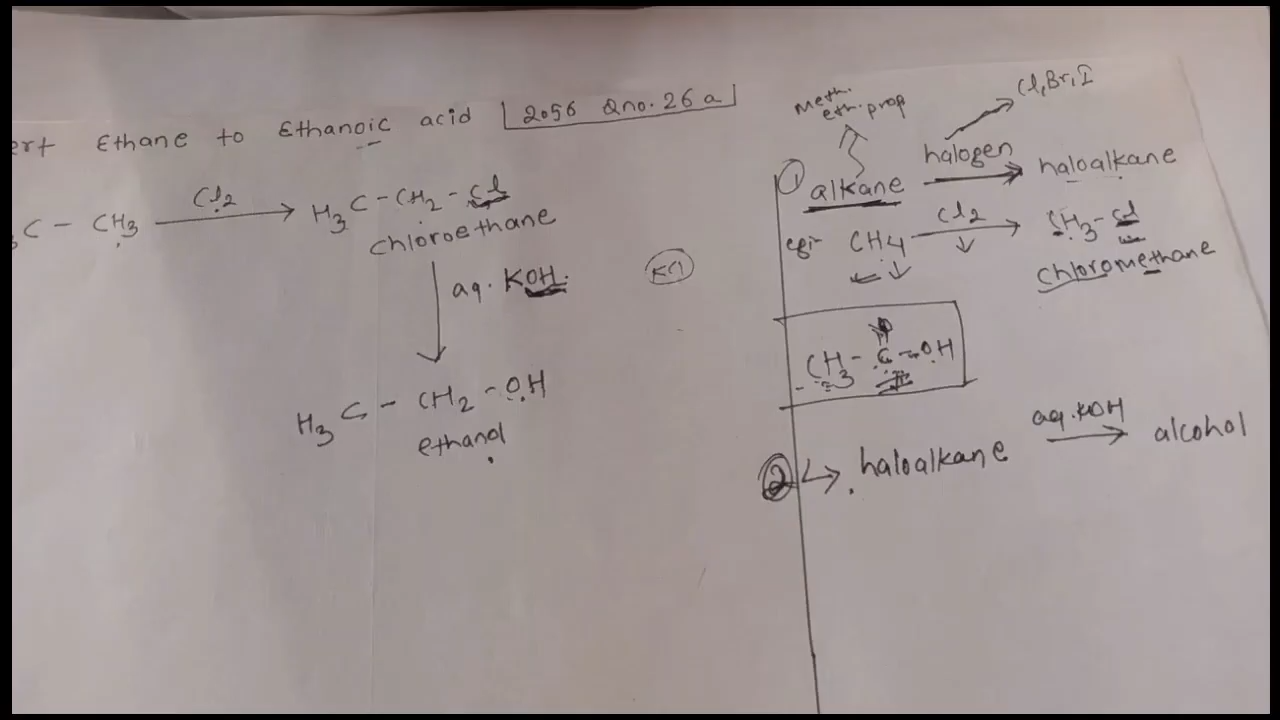 ert Ethane to Ethanoic acid 2056 Qno. 26 a
C - CH3 Cl2 H3C - CH2 - Cl
chloroethane
aq. KOH
H3C - CH2 - OH
ethanol
Meth.
eth. prop
Cl, Br, I
① alkane halogen haloalkane
eg:- CH4 Cl2 CH3 - Cl
chloromethane
CH3 - C - OH
② ↳ haloalkane aq. KOH alcohol